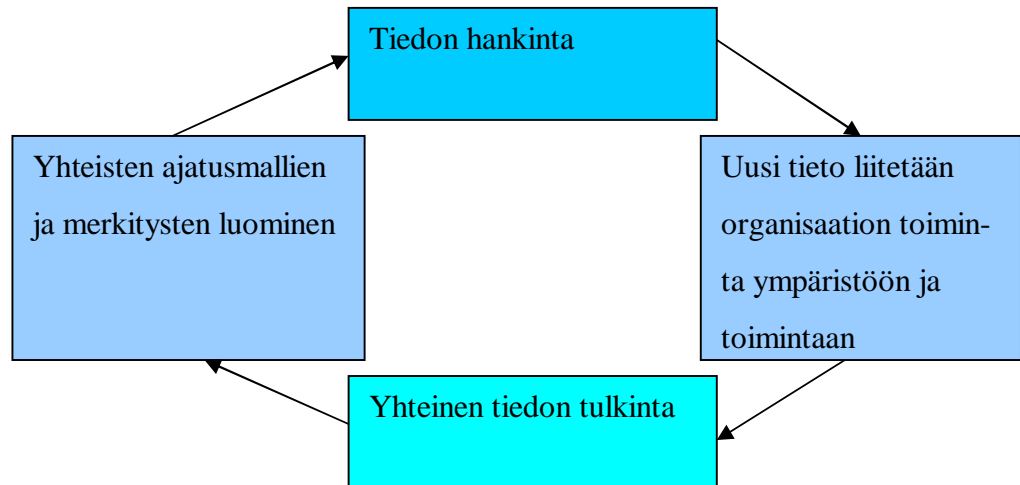 Tiedon hankinta
Yhteisten ajatusmallien
ja merkitysten luominen
Uusi tieto liitetään
organisaation toimin-
ta ympäristöön ja
toimintaan
Yhteinen tiedon tulkinta